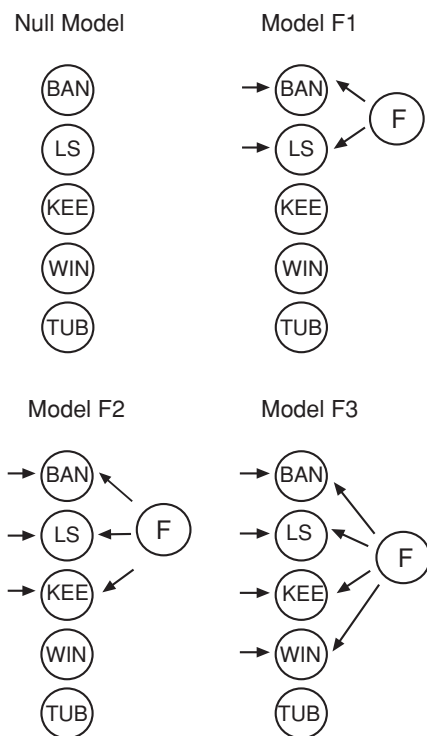 Null Model
BAN
LS
KEE
WIN
TUB
Model F1
BAN
LS
KEE
WIN
TUB
F
Model F2
BAN
LS
KEE
WIN
TUB
F
Model F3
BAN
LS
KEE
WIN
TUB
F